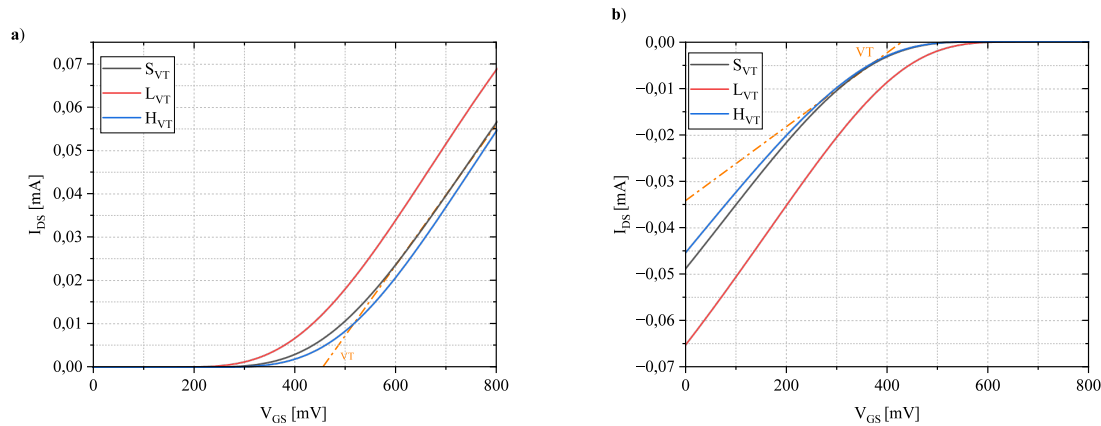 a)
S_VT
L_VT
H_VT
0,07
0,06
0,05
0,04
0,03
0,02
0,01
0,00
I_DS [mA]
VT
0 200 400 600 800
V_GS [mV]
b)
VT
S_VT
L_VT
H_VT
0,00
−0,01
−0,02
−0,03
−0,04
−0,05
−0,06
−0,07
I_DS [mA]
0 200 400 600 800
V_GS [mV]